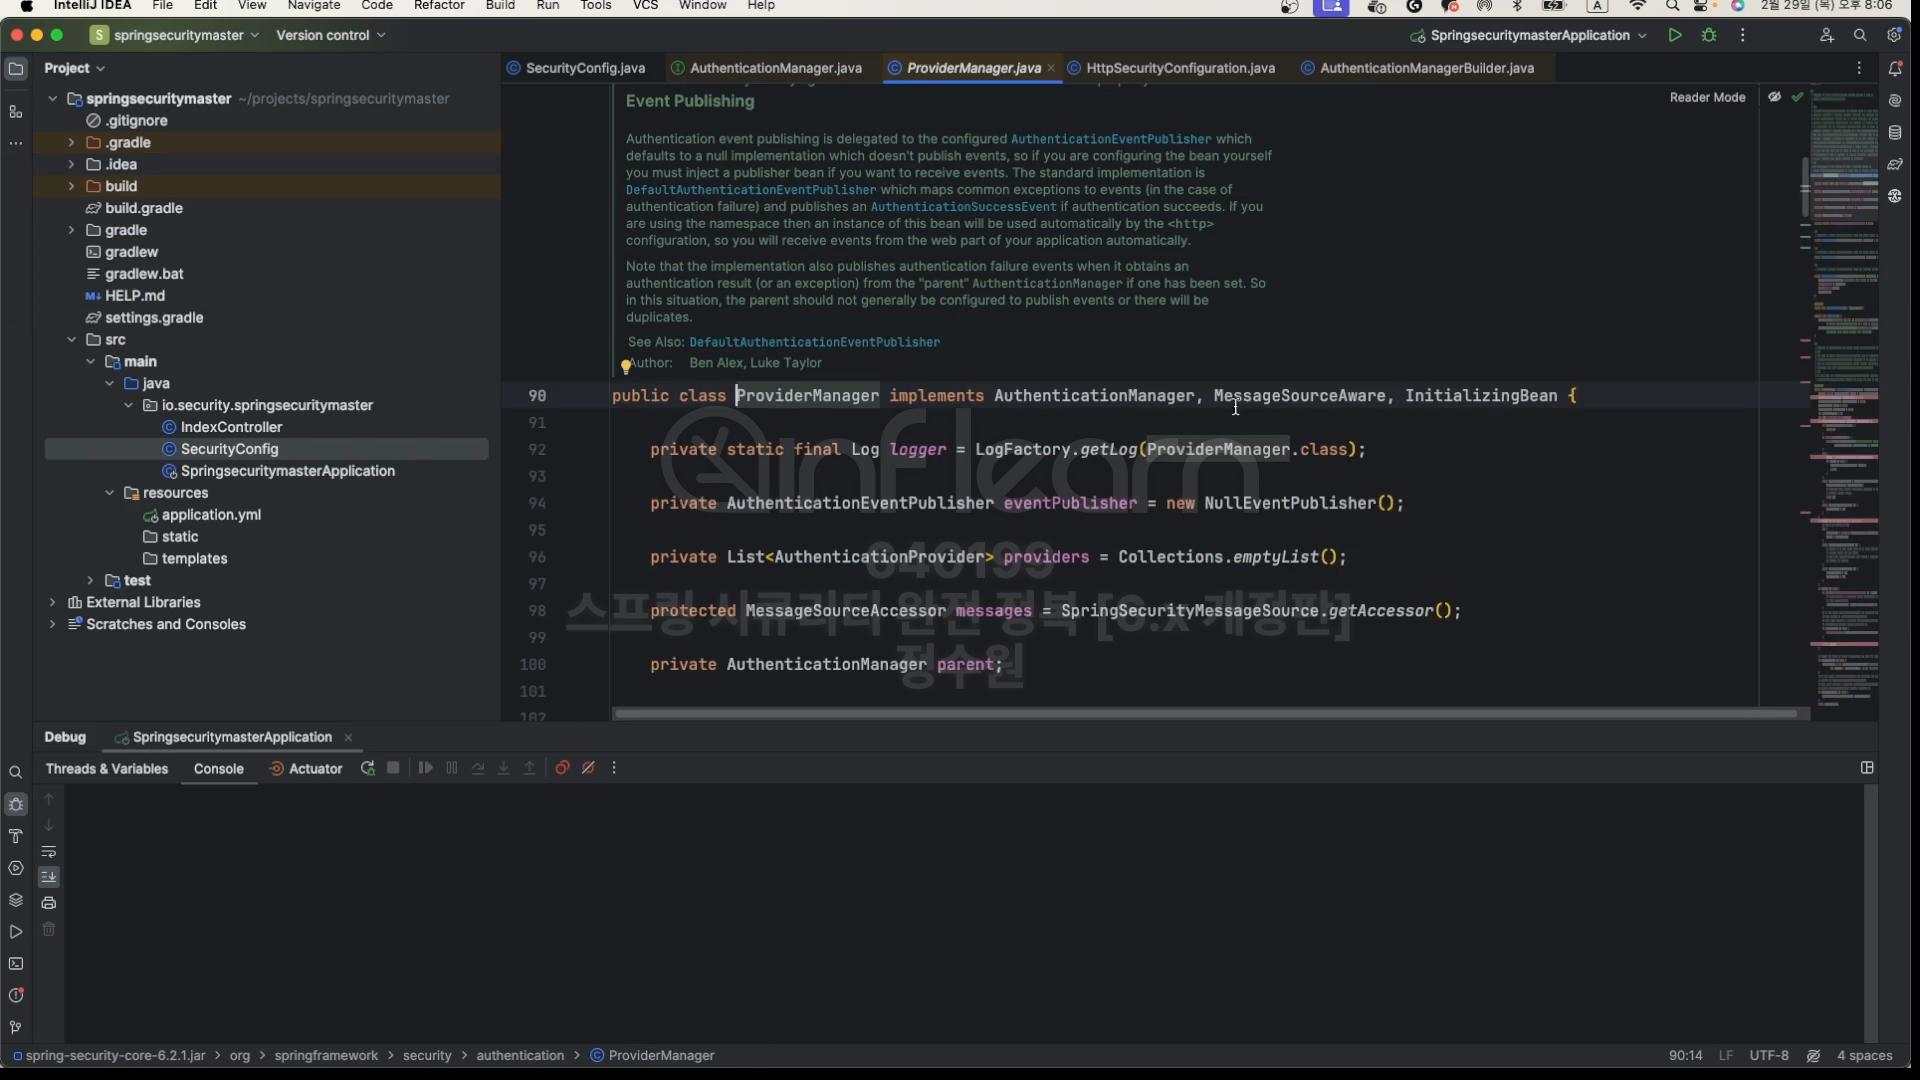 IntelliJ IDEA File Edit View Navigate Code Refactor Build Run Tools VCS Window Help A 2월 29일 (목) 오후 8:06
S springsecuritymaster Version control SpringsecuritymasterApplication
Project
SecurityConfig.java AuthenticationManager.java ProviderManager.java HttpSecurityConfiguration.java AuthenticationManagerBuilder.java
springsecuritymaster ~/projects/springsecuritymaster
.gitignore
.gradle
.idea
build
build.gradle
gradle
gradlew
gradlew.bat
HELP.md
settings.gradle
src
main
java
io.security.springsecuritymaster
IndexController
SecurityConfig
SpringsecuritymasterApplication
resources
application.yml
static
templates
test
External Libraries
Scratches and Consoles
Reader Mode
Event Publishing
Authentication event publishing is delegated to the configured AuthenticationEventPublisher which
defaults to a null implementation which doesn't publish events, so if you are configuring the bean yourself
you must inject a publisher bean if you want to receive events. The standard implementation is
DefaultAuthenticationEventPublisher which maps common exceptions to events (in the case of
authentication failure) and publishes an AuthenticationSuccessEvent if authentication succeeds. If you
are using the namespace then an instance of this bean will be used automatically by the <http>
configuration, so you will receive events from the web part of your application automatically.
Note that the implementation also publishes authentication failure events when it obtains an
authentication result (or an exception) from the "parent" AuthenticationManager if one has been set. So
in this situation, the parent should not generally be configured to publish events or there will be
duplicates.
See Also: DefaultAuthenticationEventPublisher
Author: Ben Alex, Luke Taylor
90 public class ProviderManager implements AuthenticationManager, MessageSourceAware, InitializingBean {
91
92 private static final Log logger = LogFactory.getLog(ProviderManager.class);
93
94 private AuthenticationEventPublisher eventPublisher = new NullEventPublisher();
95
96 private List<AuthenticationProvider> providers = Collections.emptyList();
97
98 protected MessageSourceAccessor messages = SpringSecurityMessageSource.getAccessor();
99
100 private AuthenticationManager parent;
101
102
inflearn
646199
스프링 시큐리티 완전 정복 [6.x 개정판]
정수원
Debug SpringsecuritymasterApplication
Threads & Variables Console Actuator
spring-security-core-6.2.1.jar > org > springframework > security > authentication > ProviderManager 90:14 LF UTF-8 4 spaces